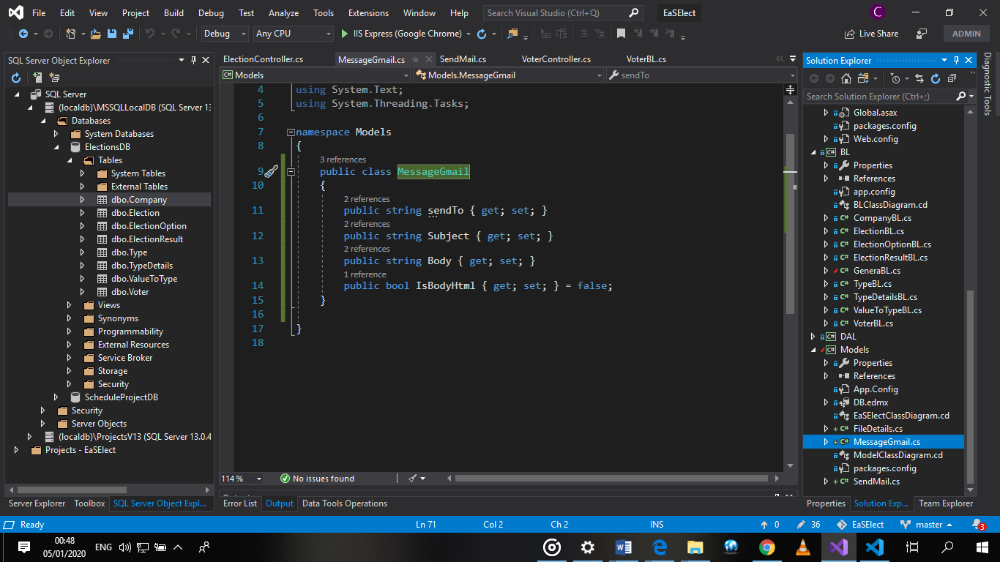 File Edit View Project Build Debug Test Analyze Tools Extensions Window Help Search Visual Studio (Ctrl+Q) EaSElect C
Debug Any CPU IIS Express (Google Chrome) Live Share ADMIN
SQL Server Object Explorer
SQL Server
(localdb)\MSSQLLocalDB (SQL Server 13
Databases
System Databases
ElectionsDB
Tables
System Tables
External Tables
dbo.Company
dbo.Election
dbo.ElectionOption
dbo.ElectionResult
dbo.Type
dbo.TypeDetails
dbo.ValueToType
dbo.Voter
Views
Synonyms
Programmability
External Resources
Service Broker
Storage
Security
ScheduleProjectDB
Security
Server Objects
(localdb)\ProjectsV13 (SQL Server 13.0.4
Projects - EaSElect
Server Explorer Toolbox SQL Server Object Expl...
ElectionController.cs MessageGmail.cs SendMail.cs VoterController.cs VoterBL.cs
Models Models.MessageGmail sendTo
4 using System.Text;
5 using System.Threading.Tasks;
6
7 namespace Models
8 {
3 references
9 public class MessageGmail
10 {
2 references
11 public string sendTo { get; set; }
2 references
12 public string Subject { get; set; }
2 references
13 public string Body { get; set; }
1 reference
14 public bool IsBodyHtml { get; set; } = false;
15 }
16
17 }
18
114 % No issues found
Error List Output Data Tools Operations
Solution Explorer
Search Solution Explorer (Ctrl+;)
Global.asax
packages.config
Web.config
BL
Properties
References
app.config
BLClassDiagram.cd
CompanyBL.cs
ElectionBL.cs
ElectionOptionBL.cs
ElectionResultBL.cs
GeneraBL.cs
TypeBL.cs
TypeDetailsBL.cs
ValueToTypeBL.cs
VoterBL.cs
DAL
Models
Properties
References
App.Config
DB.edmx
EaSElectClassDiagram.cd
FileDetails.cs
MessageGmail.cs
ModelClassDiagram.cd
packages.config
SendMail.cs
Properties Solution Exp... Team Explorer
Diagnostic Tools
Ready Ln 71 Col 2 Ch 2 INS 0 36 EaSElect master 3
00:48
05/01/2020
ENG